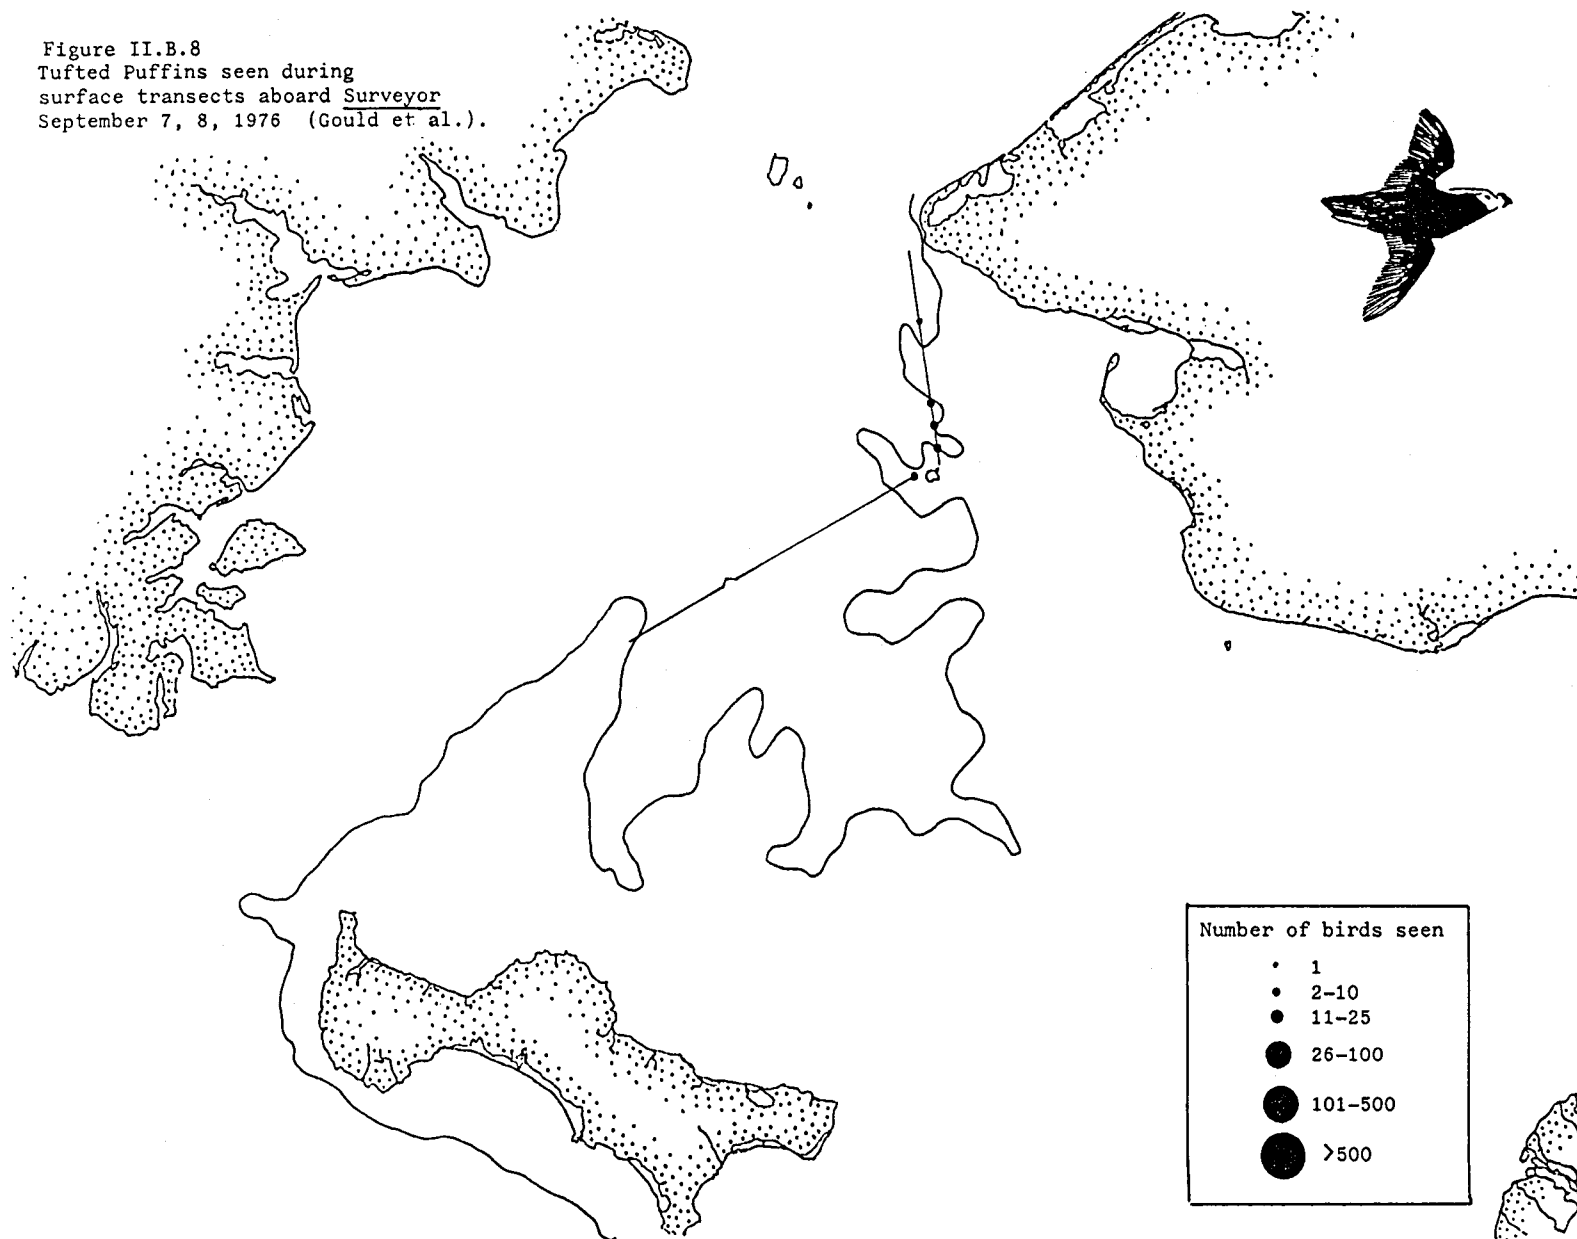 Figure II.B.8
Tufted Puffins seen during
surface transects aboard Surveyor
September 7, 8, 1976 (Gould et al.).
Number of birds seen
1
2-10
11-25
26-100
101-500
>500